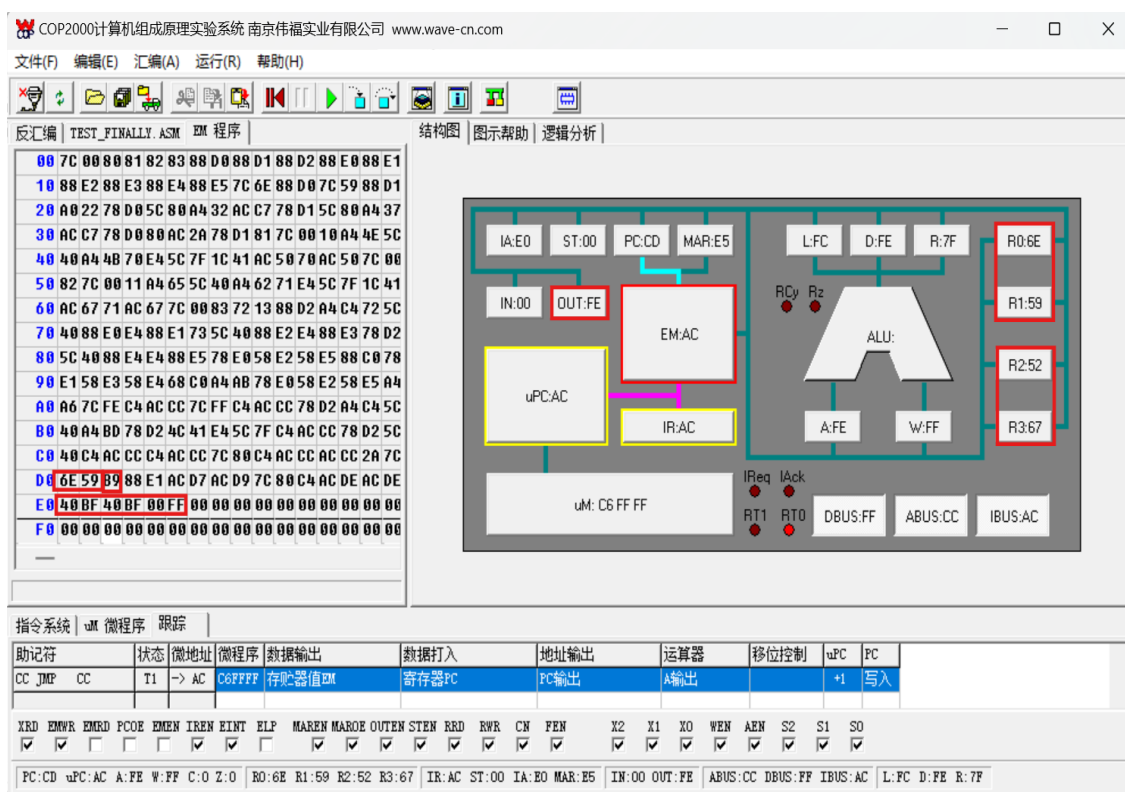 COP2000计算机组成原理实验系统 南京伟福实业有限公司 www.wave-cn.com
文件(F) 编辑(E) 汇编(A) 运行(R) 帮助(H)
反汇编 TEST_FINALLY.ASM EM 程序 结构图 图示帮助 逻辑分析
00 7C 00 80 81 82 83 88 D0 88 D1 88 D2 88 E0 88 E1
10 88 E2 88 E3 88 E4 88 E5 7C 6E 88 D0 7C 59 88 D1
20 A0 22 78 D0 5C 80 A4 32 AC C7 78 D1 5C 80 A4 37
30 AC C7 78 D0 80 AC 2A 78 D1 81 7C 00 10 A4 4E 5C
40 40 A4 4B 70 E4 5C 7F 1C 41 AC 50 70 AC 50 7C 00
50 82 7C 00 11 A4 65 5C 40 A4 62 71 E4 5C 7F 1C 41
60 AC 67 71 AC 67 7C 00 83 72 13 88 D2 A4 C4 72 5C
70 40 88 E0 E4 88 E1 73 5C 40 88 E2 E4 88 E3 78 D2
80 5C 40 88 E4 E4 88 E5 78 E0 58 E2 58 E5 88 C0 78
90 E1 58 E3 58 E4 68 C0 A4 AB 78 E0 58 E2 58 E5 A4
A0 A6 7C FE C4 AC CC 7C FF C4 AC CC 78 D2 A4 C4 5C
B0 40 A4 BD 78 D2 4C 41 E4 5C 7F C4 AC CC 78 D2 5C
C0 40 C4 AC CC C4 AC CC 7C 80 C4 AC CC AC CC 2A 7C
D0 6E 59 B9 88 E1 AC D7 AC D9 7C 80 C4 AC DE AC DE
E0 40 BF 40 BF 00 FF 00 00 00 00 00 00 00 00 00 00
F0 00 00 00 00 00 00 00 00 00 00 00 00 00 00 00 00
IA:E0 ST:00 PC:CD MAR:E5 L:FC D:FE R:7F R0:6E
IN:00 OUT:FE RCy Rz R1:59
EM:AC ALU:
R2:52
uPC:AC
IR:AC A:FE W:FF R3:67
IReq IAck
uM: C6 FF FF
RT1 RT0 DBUS:FF ABUS:CC IBUS:AC
指令系统 uM 微程序 跟踪
助记符 状态 微地址 微程序 数据输出 数据打入 地址输出 运算器 移位控制 uPC PC
CC JMP CC T1 -> AC C6FFFF 存贮器值EM 寄存器PC PC输出 A输出 +1 写入
XRD EMWR EMRD PCOE EMEN IREN EINT ELP MAREN MAROE OUTEN STEN RRD RWR CN FEN X2 X1 X0 WEN AEN S2 S1 S0
PC:CD uPC:AC A:FE W:FF C:0 Z:0 R0:6E R1:59 R2:52 R3:67 IR:AC ST:00 IA:E0 MAR:E5 IN:00 OUT:FE ABUS:CC DBUS:FF IBUS:AC L:FC D:FE R:7F